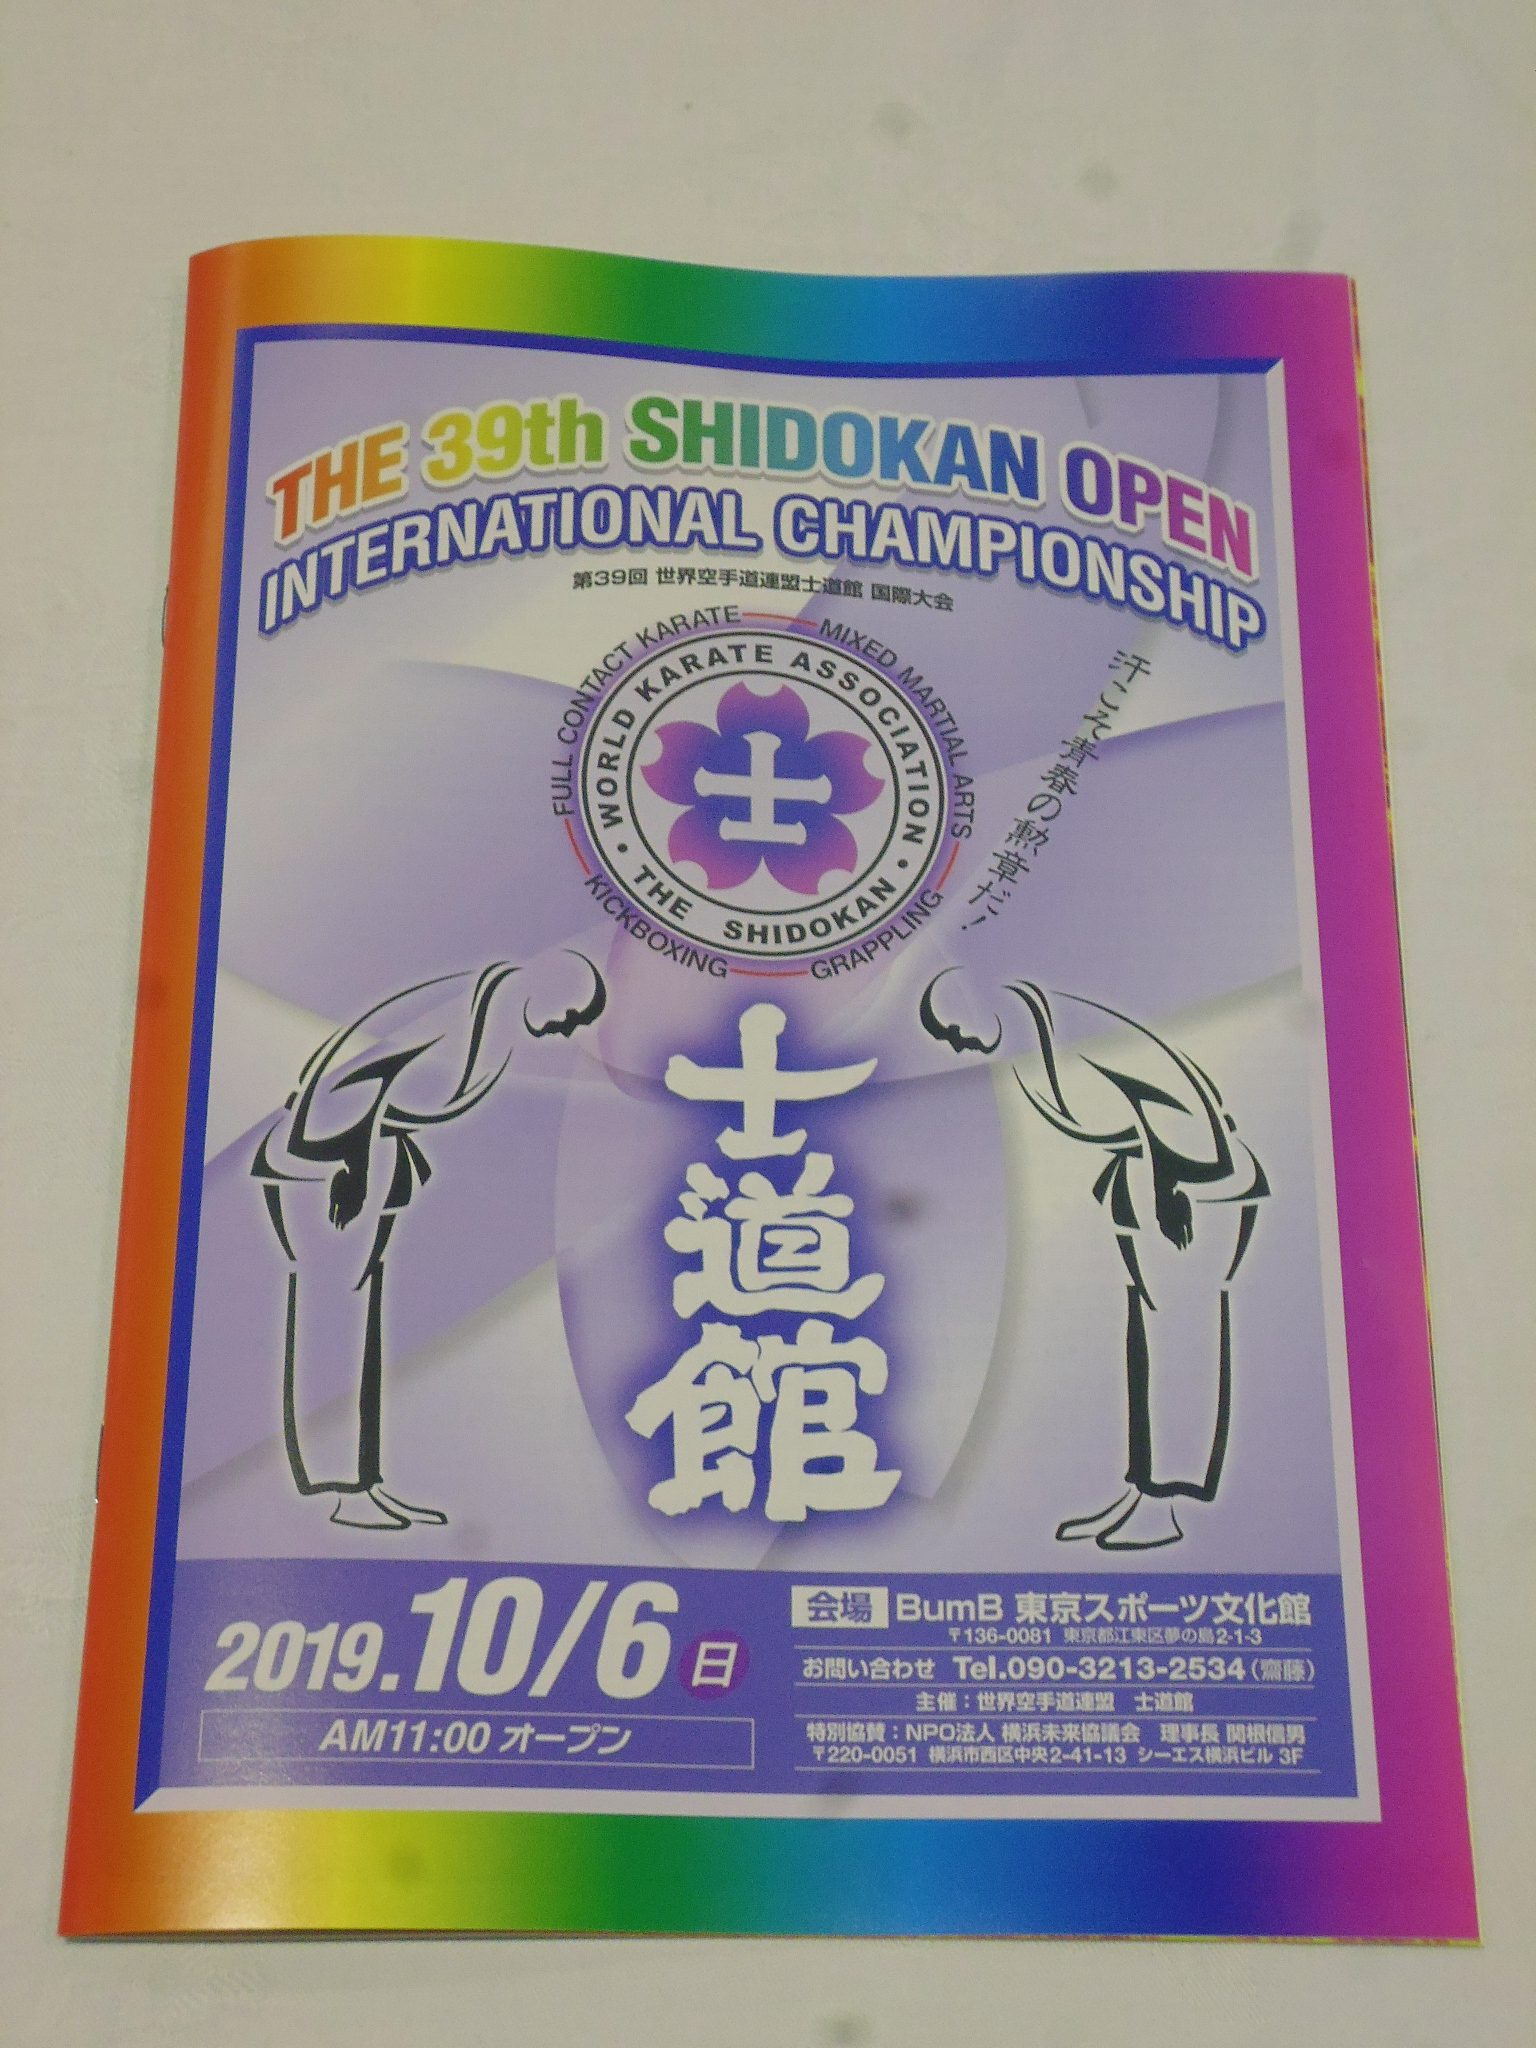 THE 39th SHIDOKAN OPEN
INTERNATIONAL CHAMPIONSHIP
第39回 世界空手道連盟士道館 国際大会
FULL CONTACT KARATE
MIXED MARTIAL ARTS
KICKBOXING
GRAPPLING
WORLD KARATE ASSOCIATION
• THE SHIDOKAN •
士
汗こそ青春の勲章だ!
士道館
2019.10/6 日
AM11:00 オープン
会場 BumB 東京スポーツ文化館
〒136-0081 東京都江東区夢の島2-1-3
お問い合わせ Tel.090-3213-2534(齋藤)
主催:世界空手道連盟 士道館
特別協賛:NPO法人 横浜未来協議会 理事長 関根信男
〒220-0051 横浜市西区中央2-41-13 シーエス横浜ビル 3F